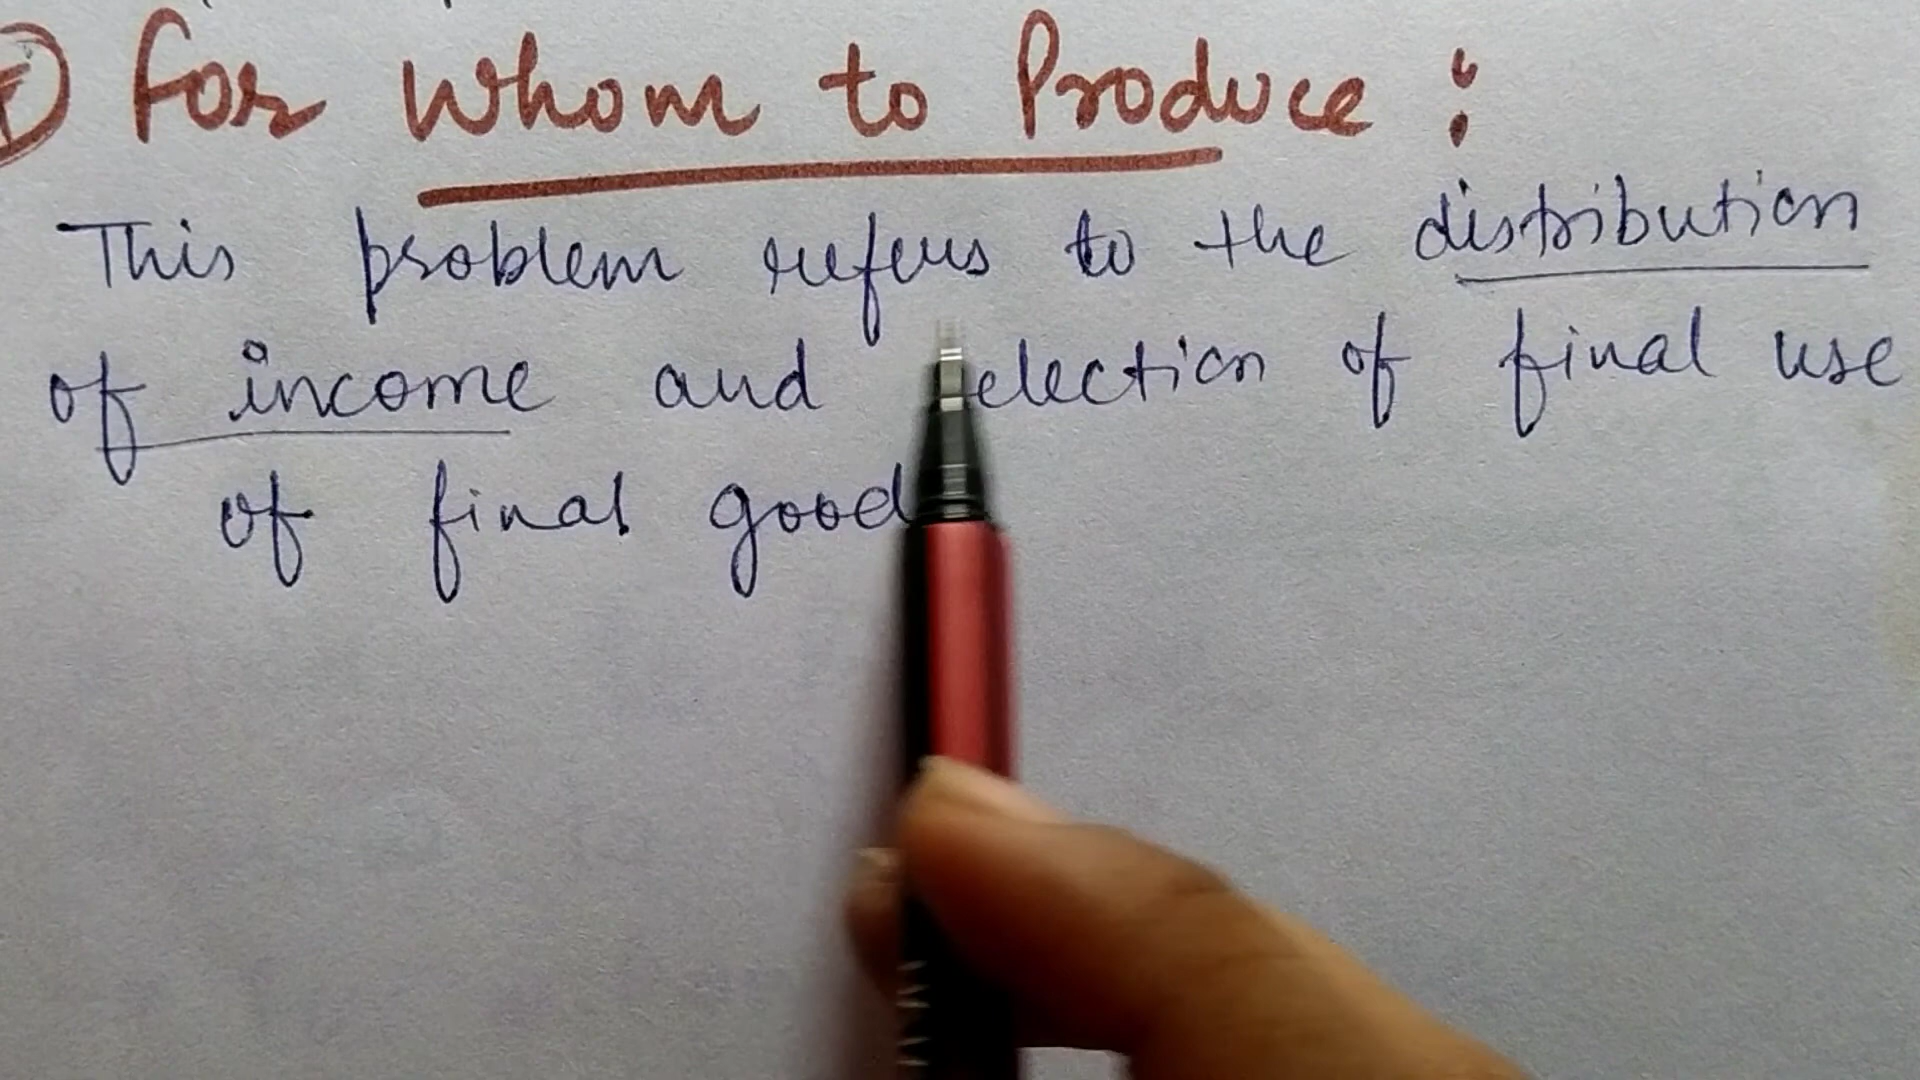 For Whom to Produce :
This problem refers to the distribution
of income and election of final use
of final good